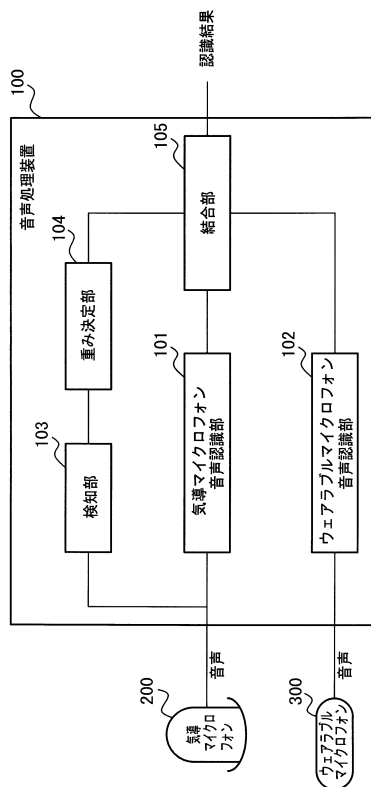 100
音声処理装置
104
重み決定部
103
検知部
105
結合部
認識結果
101
気導マイクロフォン
音声認識部
102
ウェアラブルマイクロフォン
音声認識部
200
気導
マイクロ
フォン
音声
300
ウェアラブル
マイクロフォン
音声